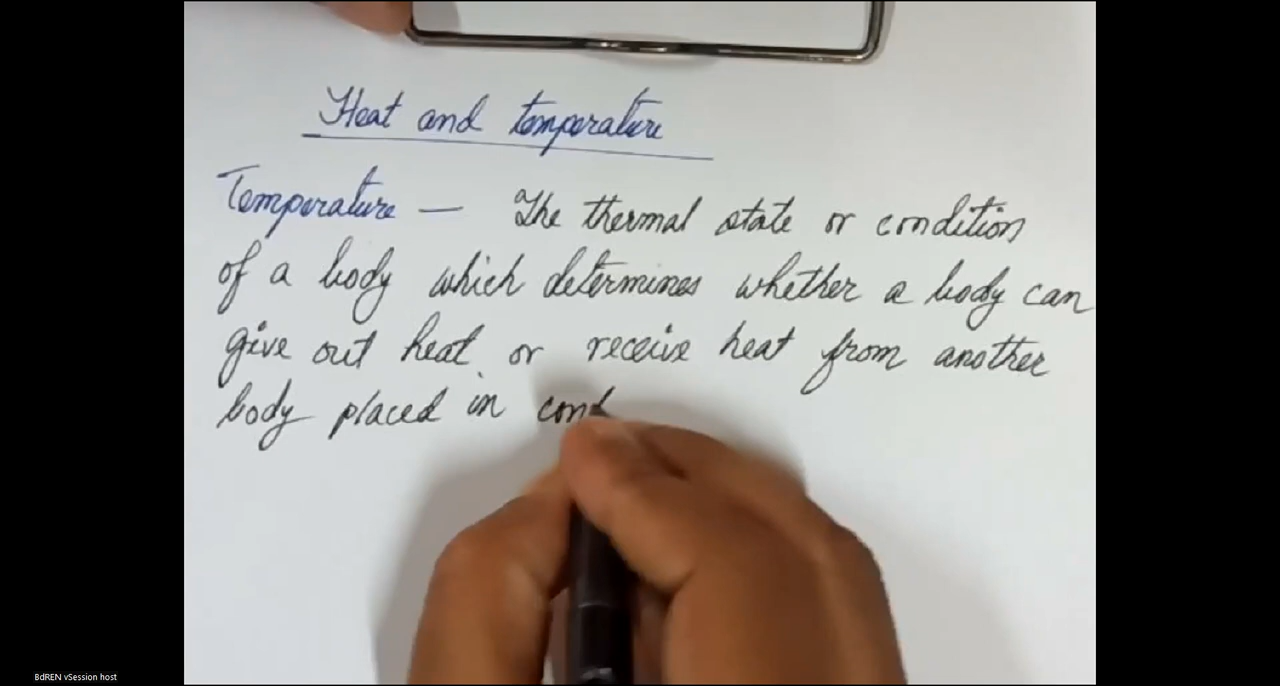 Heat and temperature
Temperature — The thermal state or condition
of a body which determines whether a body can
give out heat or receive heat from another
body placed in cont
BdREN vSession host